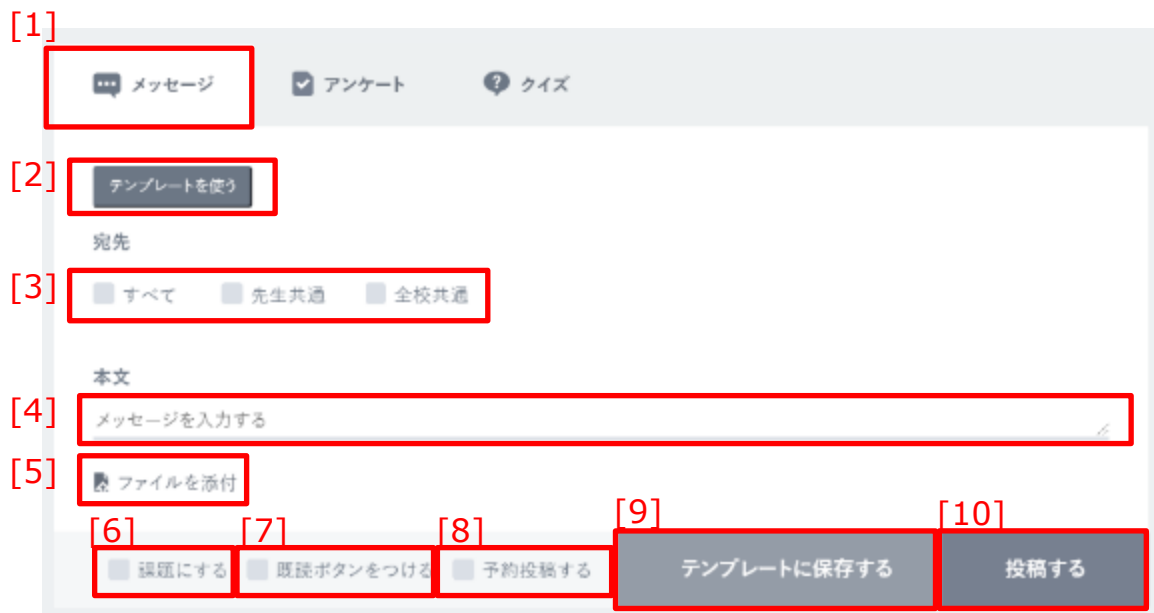 [1]
メッセージ アンケート クイズ
[2] テンプレートを使う
宛先
[3] すべて 先生共通 全校共通
本文
[4] メッセージを入力する
[5] ファイルを添付
[6] [7] [8] [9] [10]
課題にする 既読ボタンをつける 予約投稿する テンプレートに保存する 投稿する